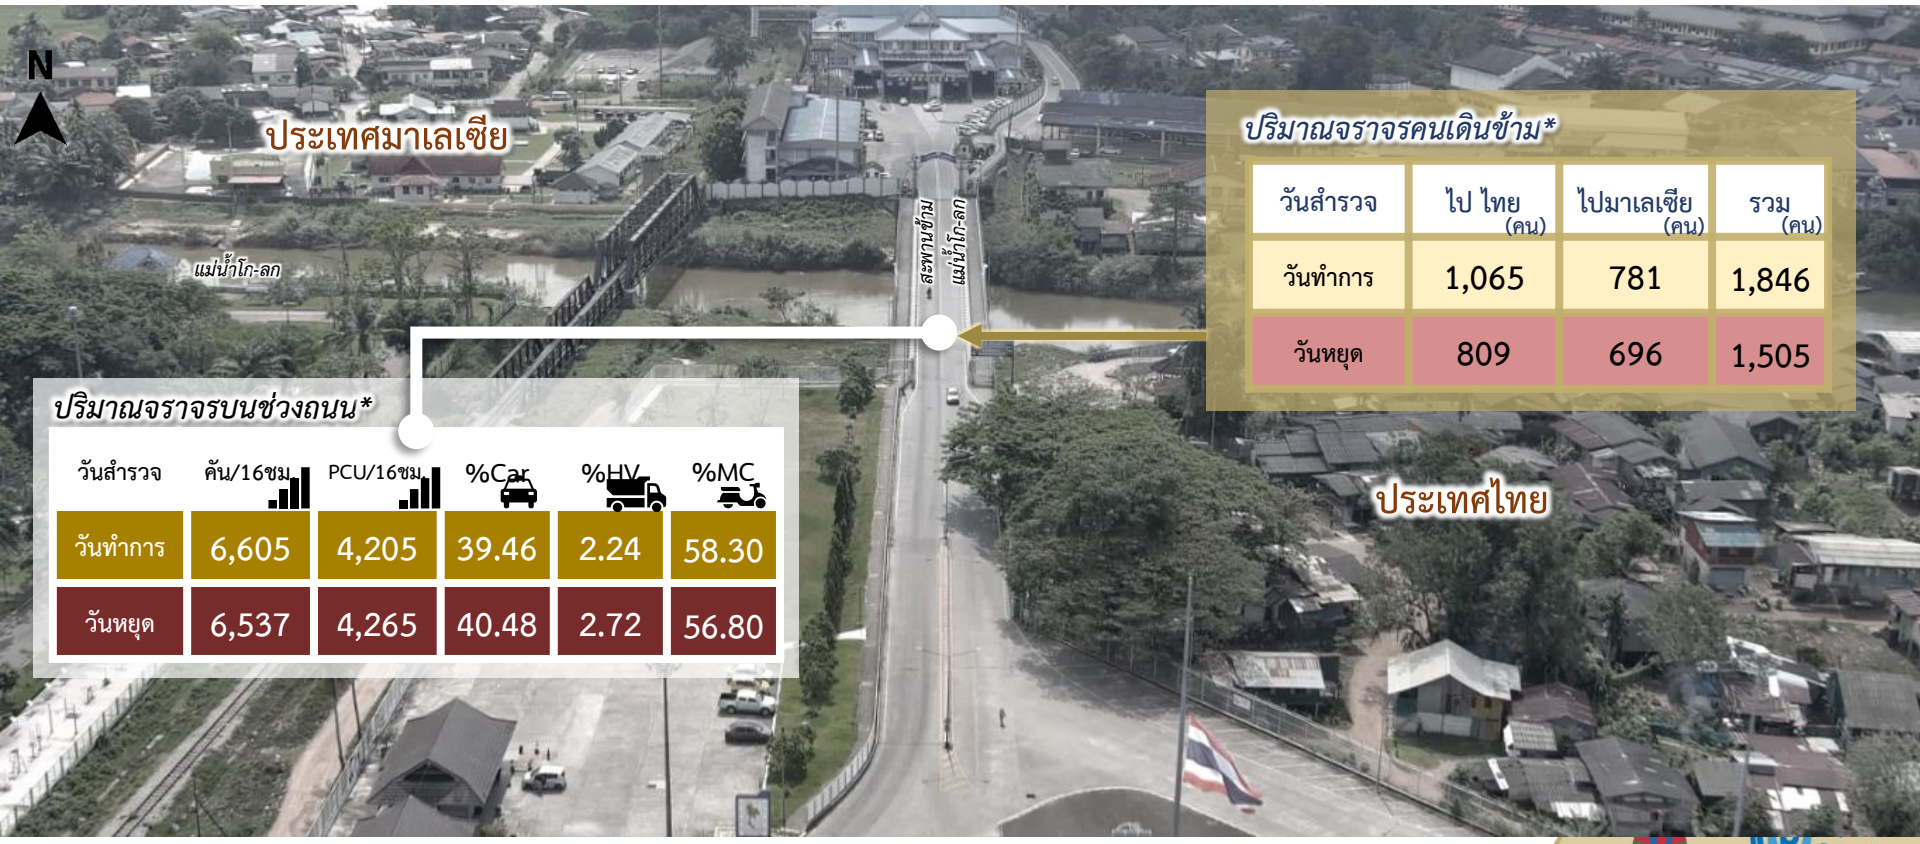 N
ประเทศมาเลเซีย
แม่น้ำโก-ลก
สะพานข้าม
แม่น้ำโก-ลก
ปริมาณจราจรคนเดินข้าม*
วันสำรวจ ไป ไทย (คน) ไปมาเลเซีย (คน) รวม (คน)
วันทำการ 1,065 781 1,846
วันหยุด 809 696 1,505
ปริมาณจราจรบนช่วงถนน*
วันสำรวจ คัน/16ชม. PCU/16ชม. %Car %HV %MC
วันทำการ 6,605 4,205 39.46 2.24 58.30
วันหยุด 6,537 4,265 40.48 2.72 56.80
ประเทศไทย